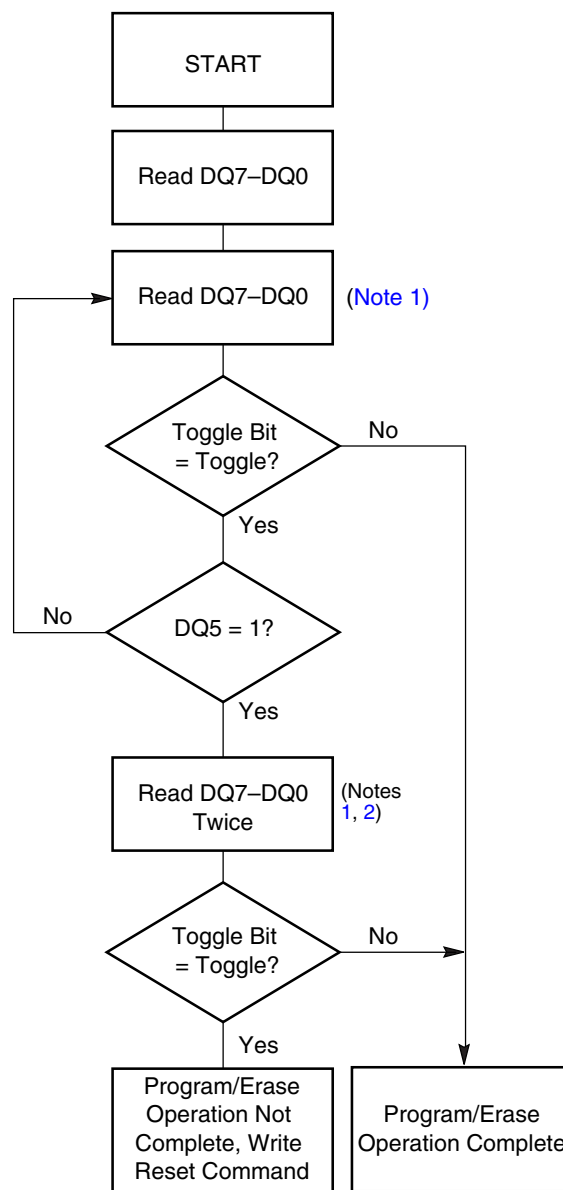 START
Read DQ7–DQ0
Read DQ7–DQ0
(Note 1)
Toggle Bit
= Toggle?
No
Yes
No
DQ5 = 1?
Yes
Read DQ7–DQ0
Twice
(Notes
1, 2)
Toggle Bit
= Toggle?
No
Yes
Program/Erase
Operation Not
Complete, Write
Reset Command
Program/Erase
Operation Complete